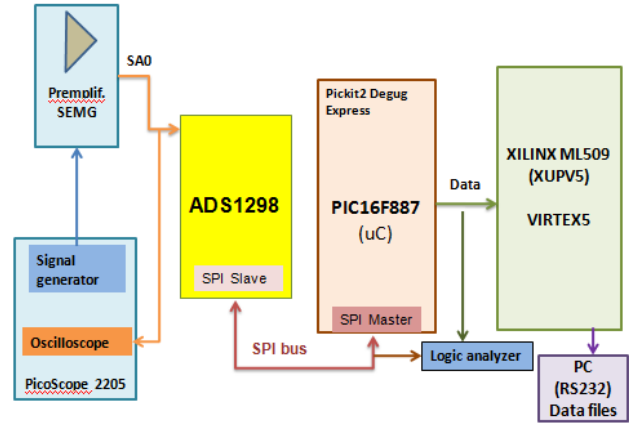 Premplif.
SEMG
SA0
ADS1298
SPI Slave
Signal
generator
Oscilloscope
PicoScope 2205
SPI bus
Pickit2 Degug
Express
PIC16F887
(uC)
SPI Master
Data
Logic analyzer
XILINX ML509
(XUPV5)
VIRTEX5
PC
(RS232)
Data files